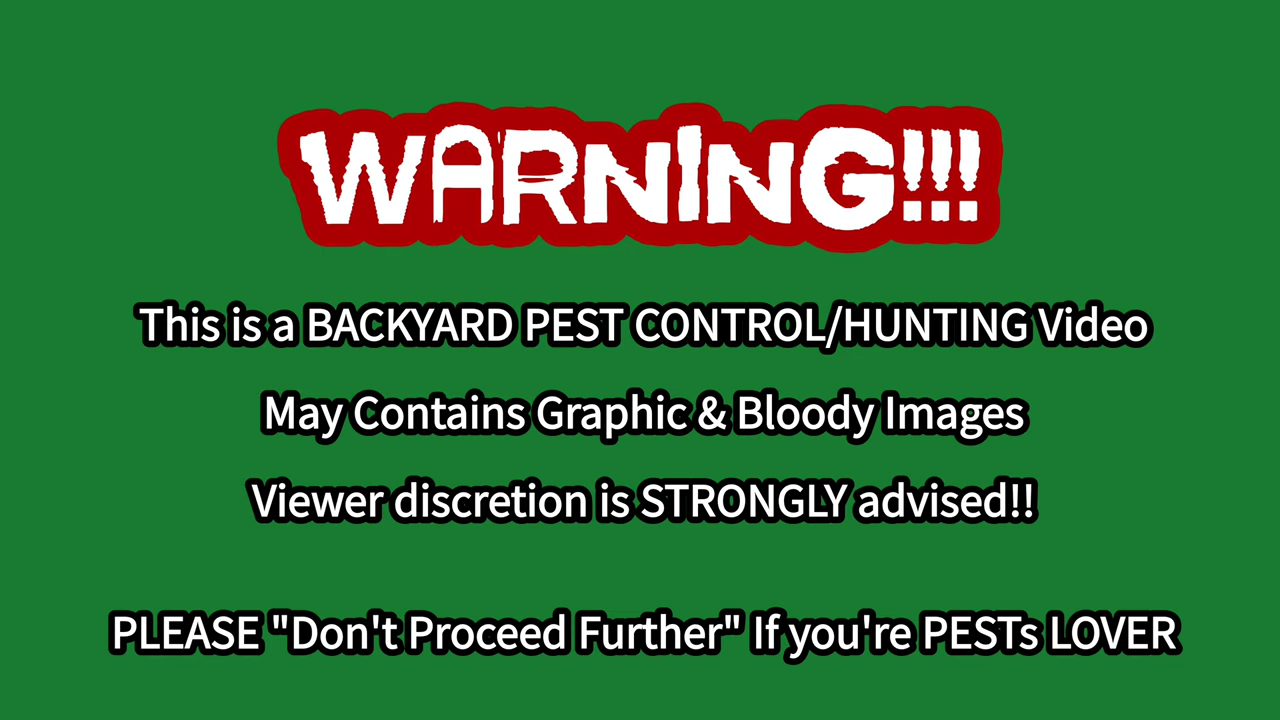 WARNING!!!
This is a BACKYARD PEST CONTROL/HUNTING Video
May Contains Graphic & Bloody Images
Viewer discretion is STRONGLY advised!!
PLEASE "Don't Proceed Further" If you're PESTs LOVER